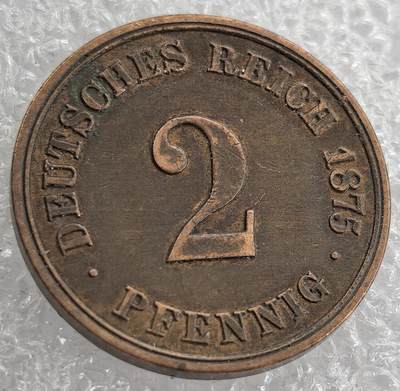 DEUTSCHES REICH 1875
2
· PFENNIG ·